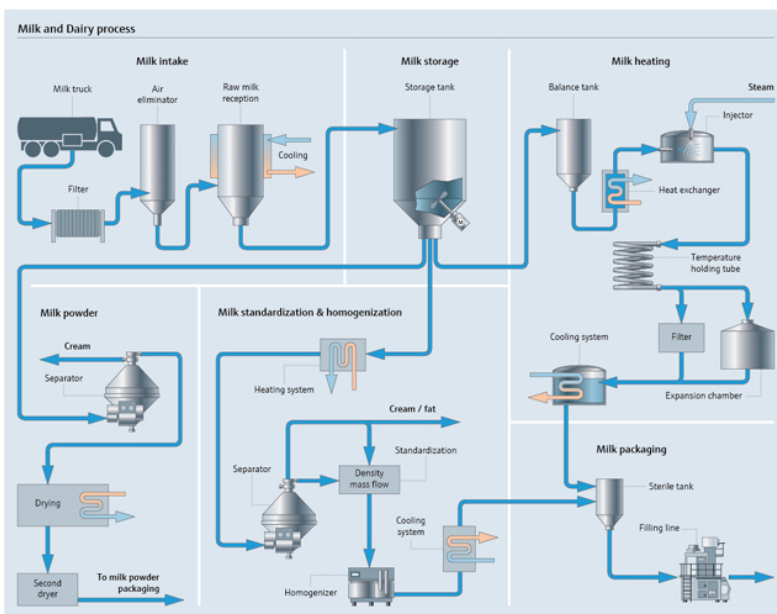 Milk and Dairy process
Milk intake
Milk storage
Milk heating
Milk truck
Air
eliminator
Raw milk
reception
Storage tank
Balance tank
Steam
Injector
Cooling
Filter
Heat exchanger
M
Temperature
holding tube
Milk powder
Milk standardization & homogenization
Cream
Separator
Heating system
Cooling system
Filter
Expansion chamber
Cream / fat
Milk packaging
Separator
Density
mass flow
Standardization
Sterile tank
Drying
Cooling
system
Filling line
Second
dryer
To milk powder
packaging
Homogenizer